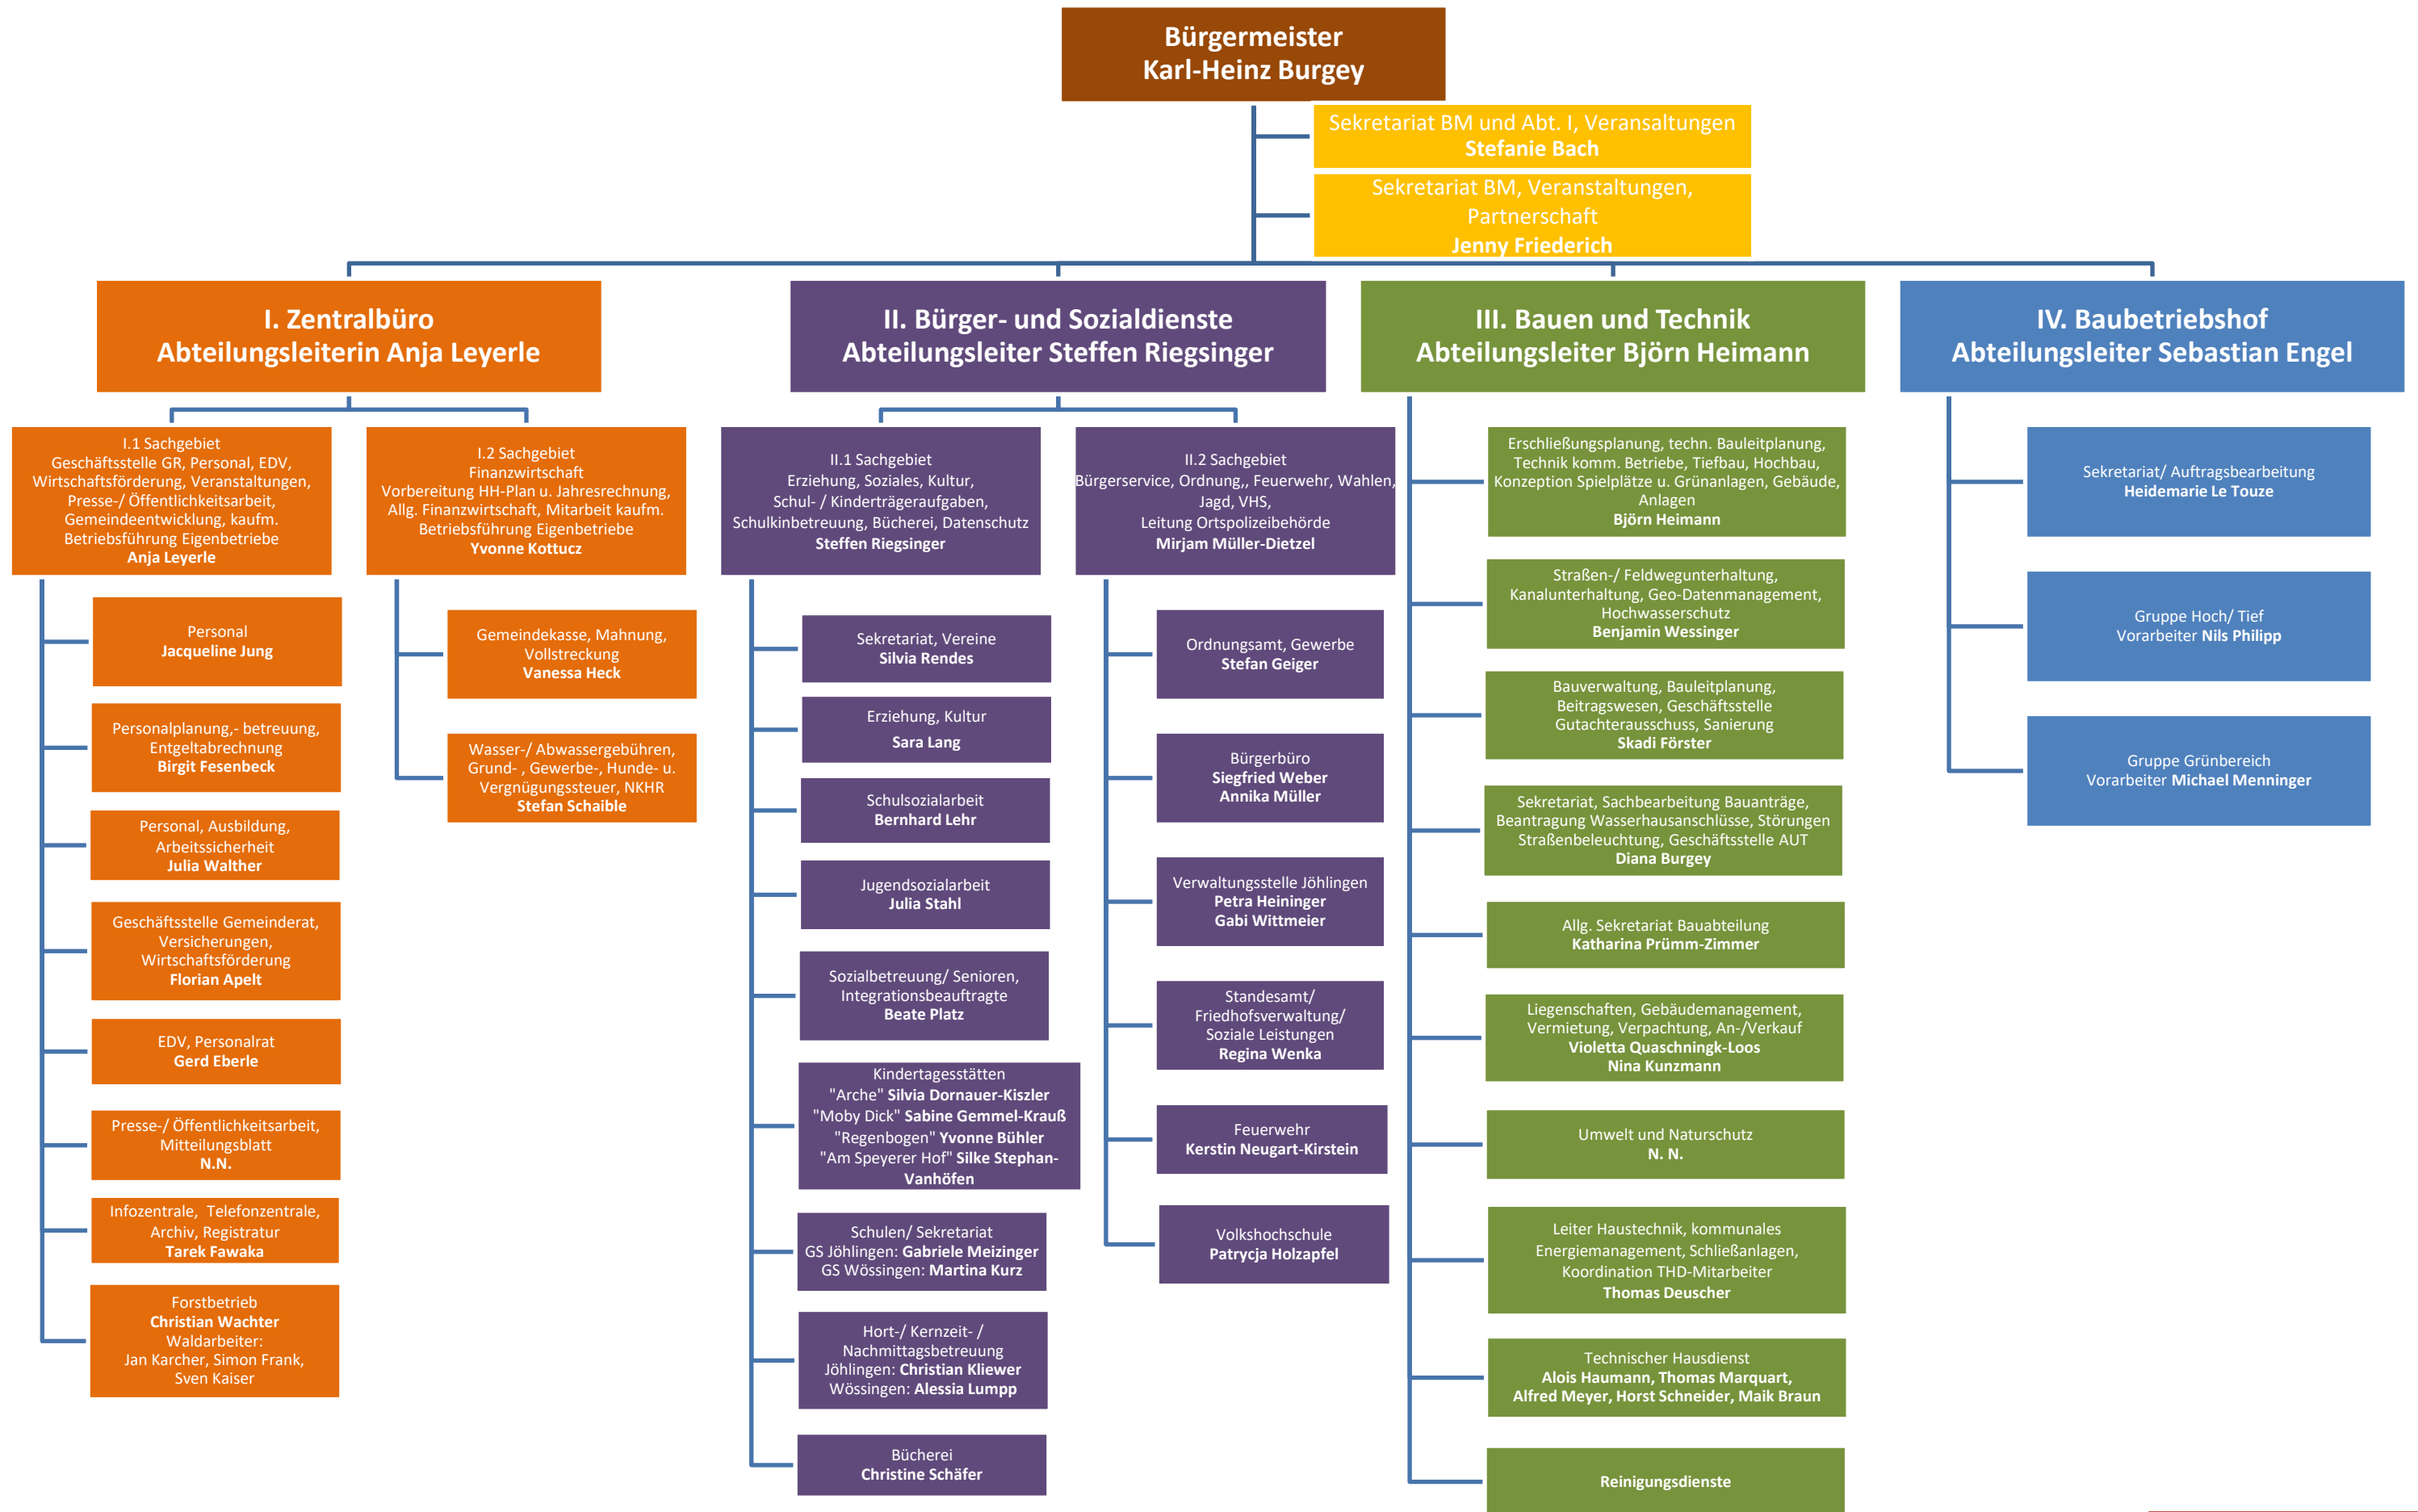 Bürgermeister
Karl-Heinz Burgey
Sekretariat BM und Abt. I, Veransaltungen
Stefanie Bach
Sekretariat BM, Veranstaltungen,
Partnerschaft
Jenny Friederich
I. Zentralbüro
Abteilungsleiterin Anja Leyerle
I.1 Sachgebiet
Geschäftsstelle GR, Personal, EDV,
Wirtschaftsförderung, Veranstaltungen,
Presse-/ Öffentlichkeitsarbeit,
Gemeindeentwicklung, kaufm.
Betriebsführung Eigenbetriebe
Anja Leyerle
Personal
Jacqueline Jung
Personalplanung,- betreuung,
Entgeltabrechnung
Birgit Fesenbeck
Personal, Ausbildung,
Arbeitssicherheit
Julia Walther
Geschäftsstelle Gemeinderat,
Versicherungen,
Wirtschaftsförderung
Florian Apelt
EDV, Personalrat
Gerd Eberle
Presse-/ Öffentlichkeitsarbeit,
Mitteilungsblatt
N.N.
Infozentrale, Telefonzentrale,
Archiv, Registratur
Tarek Fawaka
Forstbetrieb
Christian Wachter
Waldarbeiter:
Jan Karcher, Simon Frank,
Sven Kaiser
I.2 Sachgebiet
Finanzwirtschaft
Vorbereitung HH-Plan u. Jahresrechnung,
Allg. Finanzwirtschaft, Mitarbeit kaufm.
Betriebsführung Eigenbetriebe
Yvonne Kottucz
Gemeindekasse, Mahnung,
Vollstreckung
Vanessa Heck
Wasser-/ Abwassergebühren,
Grund- , Gewerbe-, Hunde- u.
Vergnügungssteuer, NKHR
Stefan Schaible
II. Bürger- und Sozialdienste
Abteilungsleiter Steffen Riegsinger
II.1 Sachgebiet
Erziehung, Soziales, Kultur,
Schul- / Kinderträgeraufgaben,
Schulkinbetreuung, Bücherei, Datenschutz
Steffen Riegsinger
Sekretariat, Vereine
Silvia Rendes
Erziehung, Kultur
Sara Lang
Schulsozialarbeit
Bernhard Lehr
Jugendsozialarbeit
Julia Stahl
Sozialbetreuung/ Senioren,
Integrationsbeauftragte
Beate Platz
Kindertagesstätten
"Arche" Silvia Dornauer-Kiszler
"Moby Dick" Sabine Gemmel-Krauß
"Regenbogen" Yvonne Bühler
"Am Speyerer Hof" Silke Stephan-
Vanhöfen
Schulen/ Sekretariat
GS Jöhlingen: Gabriele Meizinger
GS Wössingen: Martina Kurz
Hort-/ Kernzeit- /
Nachmittagsbetreuung
Jöhlingen: Christian Kliewer
Wössingen: Alessia Lumpp
Bücherei
Christine Schäfer
II.2 Sachgebiet
Bürgerservice, Ordnung,, Feuerwehr, Wahlen,
Jagd, VHS,
Leitung Ortspolizeibehörde
Mirjam Müller-Dietzel
Ordnungsamt, Gewerbe
Stefan Geiger
Bürgerbüro
Siegfried Weber
Annika Müller
Verwaltungsstelle Jöhlingen
Petra Heininger
Gabi Wittmeier
Standesamt/
Friedhofsverwaltung/
Soziale Leistungen
Regina Wenka
Feuerwehr
Kerstin Neugart-Kirstein
Volkshochschule
Patrycja Holzapfel
III. Bauen und Technik
Abteilungsleiter Björn Heimann
Erschließungsplanung, techn. Bauleitplanung,
Technik komm. Betriebe, Tiefbau, Hochbau,
Konzeption Spielplätze u. Grünanlagen, Gebäude,
Anlagen
Björn Heimann
Straßen-/ Feldwegunterhaltung,
Kanalunterhaltung, Geo-Datenmanagement,
Hochwasserschutz
Benjamin Wessinger
Bauverwaltung, Bauleitplanung,
Beitragswesen, Geschäftsstelle
Gutachterausschuss, Sanierung
Skadi Förster
Sekretariat, Sachbearbeitung Bauanträge,
Beantragung Wasserhausanschlüsse, Störungen
Straßenbeleuchtung, Geschäftsstelle AUT
Diana Burgey
Allg. Sekretariat Bauabteilung
Katharina Prümm-Zimmer
Liegenschaften, Gebäudemanagement,
Vermietung, Verpachtung, An-/Verkauf
Violetta Quaschningk-Loos
Nina Kunzmann
Umwelt und Naturschutz
N. N.
Leiter Haustechnik, kommunales
Energiemanagement, Schließanlagen,
Koordination THD-Mitarbeiter
Thomas Deuscher
Technischer Hausdienst
Alois Haumann, Thomas Marquart,
Alfred Meyer, Horst Schneider, Maik Braun
Reinigungsdienste
IV. Baubetriebshof
Abteilungsleiter Sebastian Engel
Sekretariat/ Auftragsbearbeitung
Heidemarie Le Touze
Gruppe Hoch/ Tief
Vorarbeiter Nils Philipp
Gruppe Grünbereich
Vorarbeiter Michael Menninger